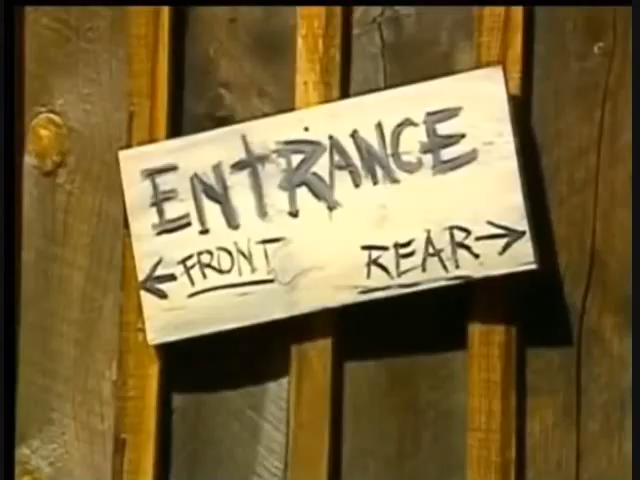 ENTRANCE
← FRONT REAR →